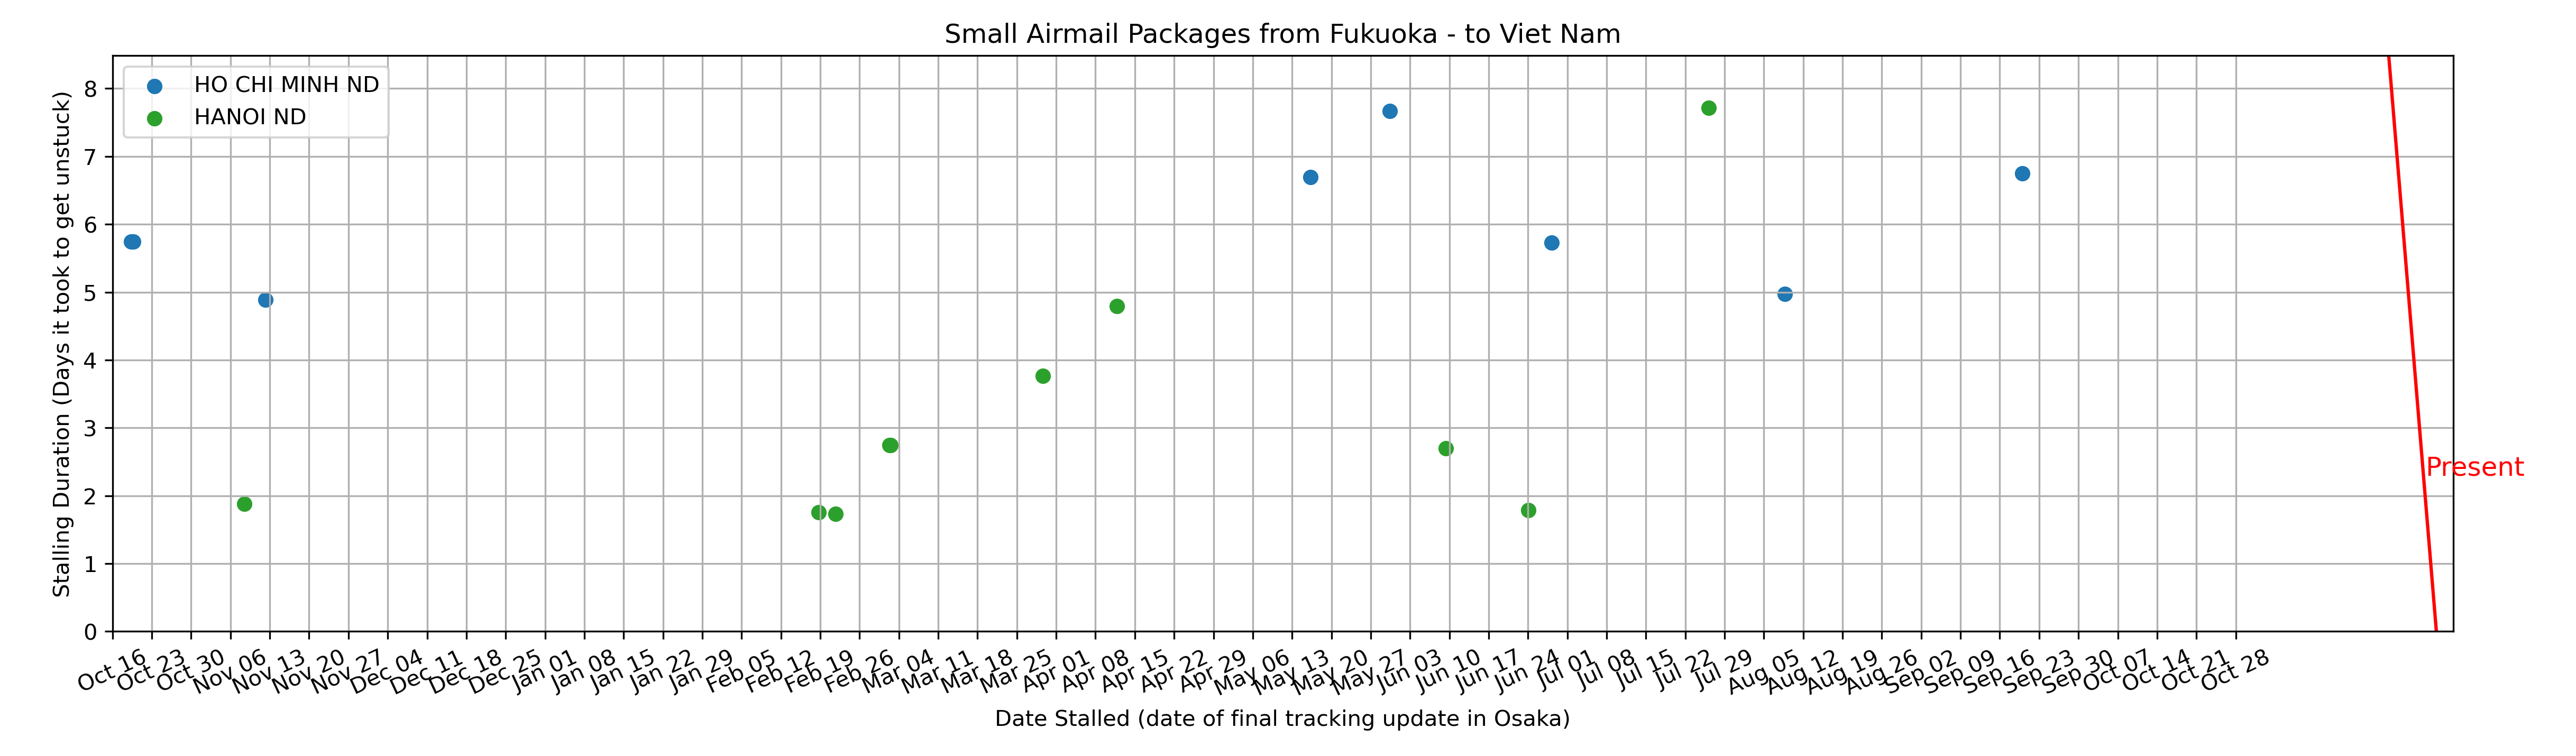 Small Airmail Packages from Fukuoka - to Viet Nam
HO CHI MINH ND
HANOI ND
Stalling Duration (Days it took to get unstuck)
8
7
6
5
4
3
2
1
0
Present
Oct 16
Oct 23
Oct 30
Nov 06
Nov 13
Nov 20
Nov 27
Dec 04
Dec 11
Dec 18
Dec 25
Jan 01
Jan 08
Jan 15
Jan 22
Jan 29
Feb 05
Feb 12
Feb 19
Feb 26
Mar 04
Mar 11
Mar 18
Mar 25
Apr 01
Apr 08
Apr 15
Apr 22
Apr 29
May 06
May 13
May 20
May 27
Jun 03
Jun 10
Jun 17
Jun 24
Jul 01
Jul 08
Jul 15
Jul 22
Jul 29
Aug 05
Aug 12
Aug 19
Aug 26
Sep 02
Sep 09
Sep 16
Sep 23
Sep 30
Oct 07
Oct 14
Oct 21
Oct 28
Date Stalled (date of final tracking update in Osaka)